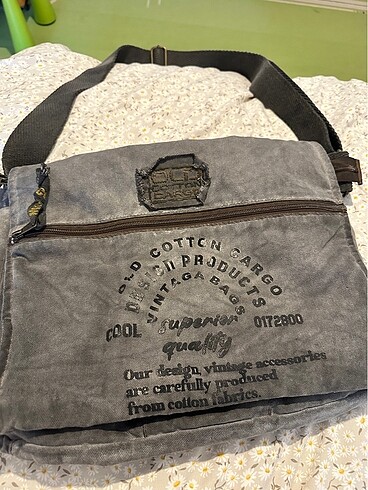 OLD COTTON CARGO
DESIGN PRODUCTS
VINTAGA BAGS
COOL superior 0172800
quality
Our design, vintage accessories
are carefully produced
from cotton fabrics.